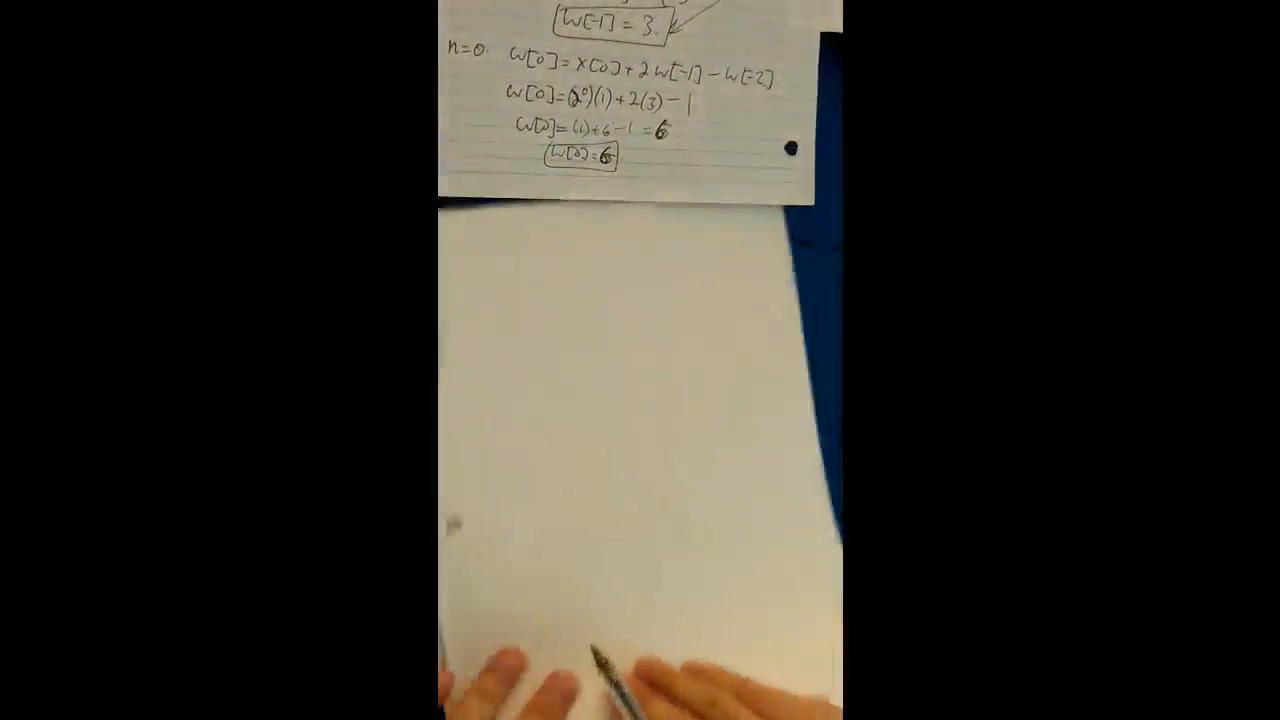 W[-1] = 3.
n=0. W[0] = x[0] + 2W[-1] - W[-2]
W[0] = (2⁰)(1) + 2(3) - 1
W[0] = (1) + 6 - 1 = 6
W[0] = 6